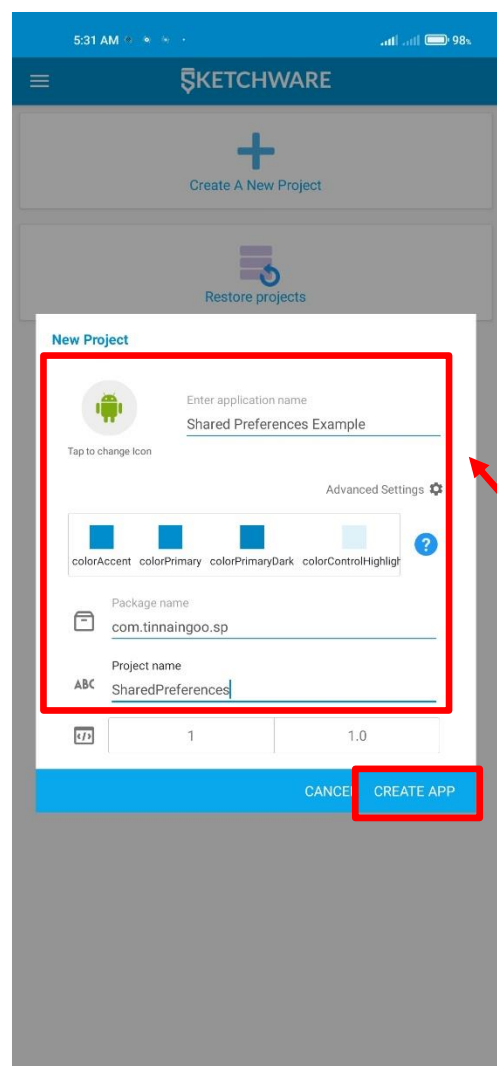 5:31 AM
98%
SKETCHWARE
Create A New Project
Restore projects
New Project
Enter application name
Shared Preferences Example
Tap to change Icon
Advanced Settings
colorAccent colorPrimary colorPrimaryDark colorControlHighligh
?
Package name
com.tinnaingoo.sp
Project name
ABC
SharedPreferences
1
1.0
CANCEL
CREATE APP